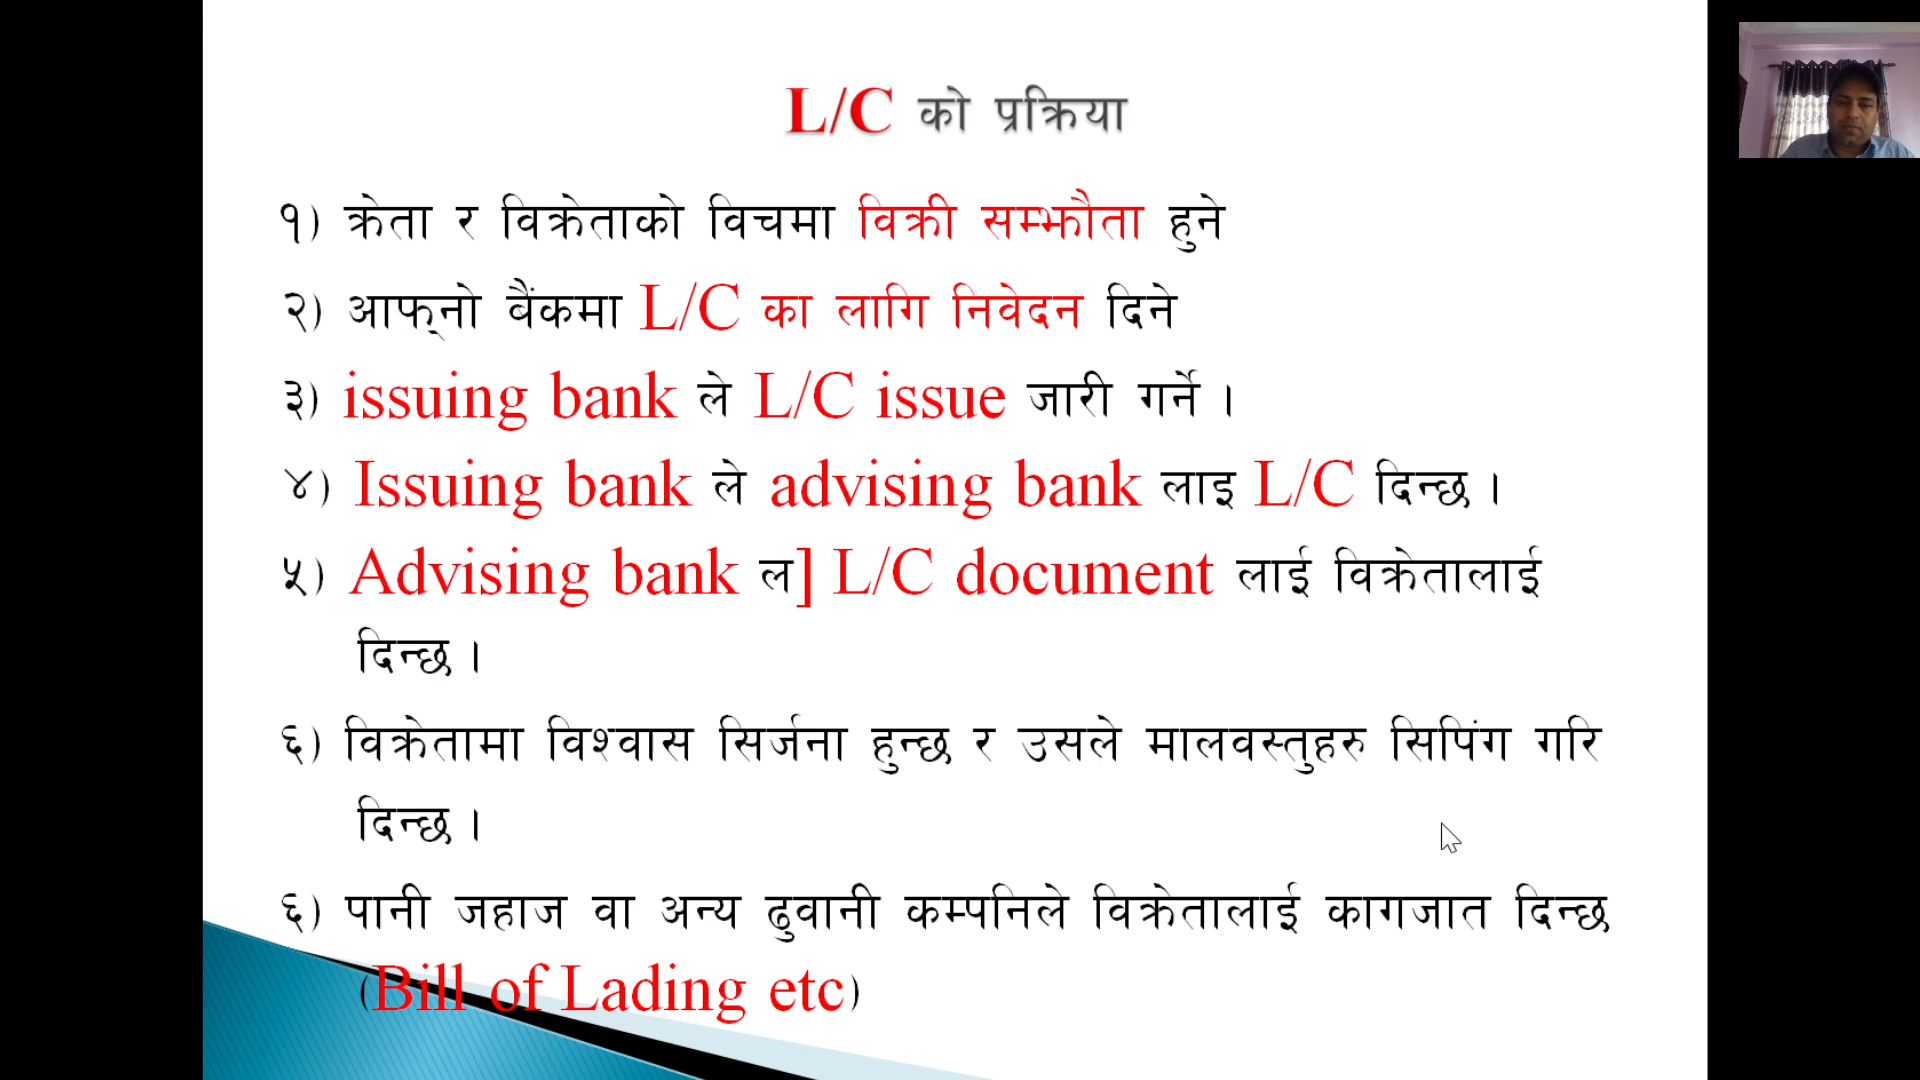 L/C को प्रक्रिया
१) क्रेता र विक्रेताको विचमा विक्री सम्झौता हुने
२) आफ्‌नो बैंकमा L/C का लागि निवेदन दिने
३) issuing bank ले L/C issue जारी गर्ने ।
४) Issuing bank ले advising bank लाइ L/C दिन्छ ।
५) Advising bank ल] L/C document लाई विक्रेतालाई
दिन्छ ।
६) विक्रेतामा विश्वास सिर्जना हुन्छ र उसले मालवस्तुहरु सिपिंग गरि
दिन्छ ।
६) पानी जहाज वा अन्य ढुवानी कम्पनिले विक्रेतालाई कागजात दिन्छ
(Bill of Lading etc)